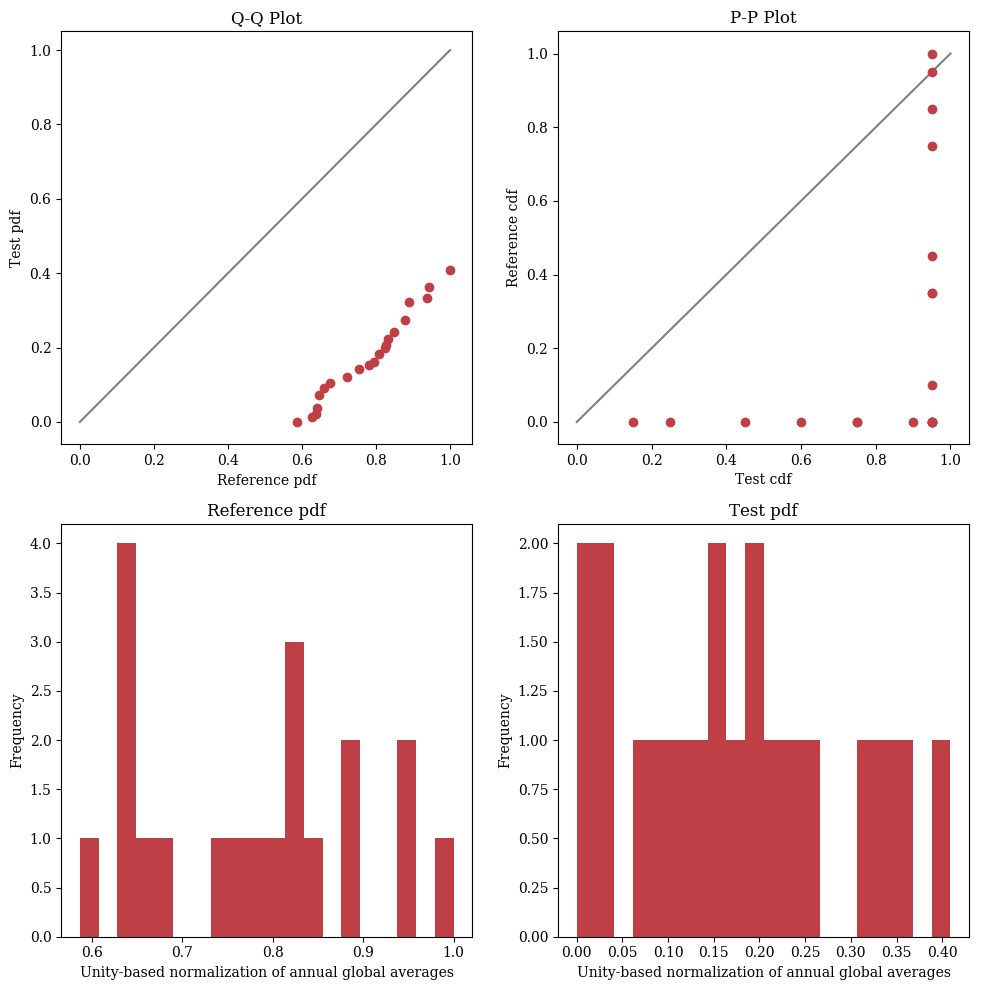 Q-Q Plot
P-P Plot
1.0
0.8
0.6
0.4
0.2
0.0
Test pdf
0.0 0.2 0.4 0.6 0.8 1.0
Reference pdf
1.0
0.8
0.6
0.4
0.2
0.0
Reference cdf
0.0 0.2 0.4 0.6 0.8 1.0
Test cdf
Reference pdf
4.0
3.5
3.0
2.5
2.0
1.5
1.0
0.5
0.0
Frequency
0.6 0.7 0.8 0.9 1.0
Unity-based normalization of annual global averages
Test pdf
2.00
1.75
1.50
1.25
1.00
0.75
0.50
0.25
0.00
Frequency
0.00 0.05 0.10 0.15 0.20 0.25 0.30 0.35 0.40
Unity-based normalization of annual global averages